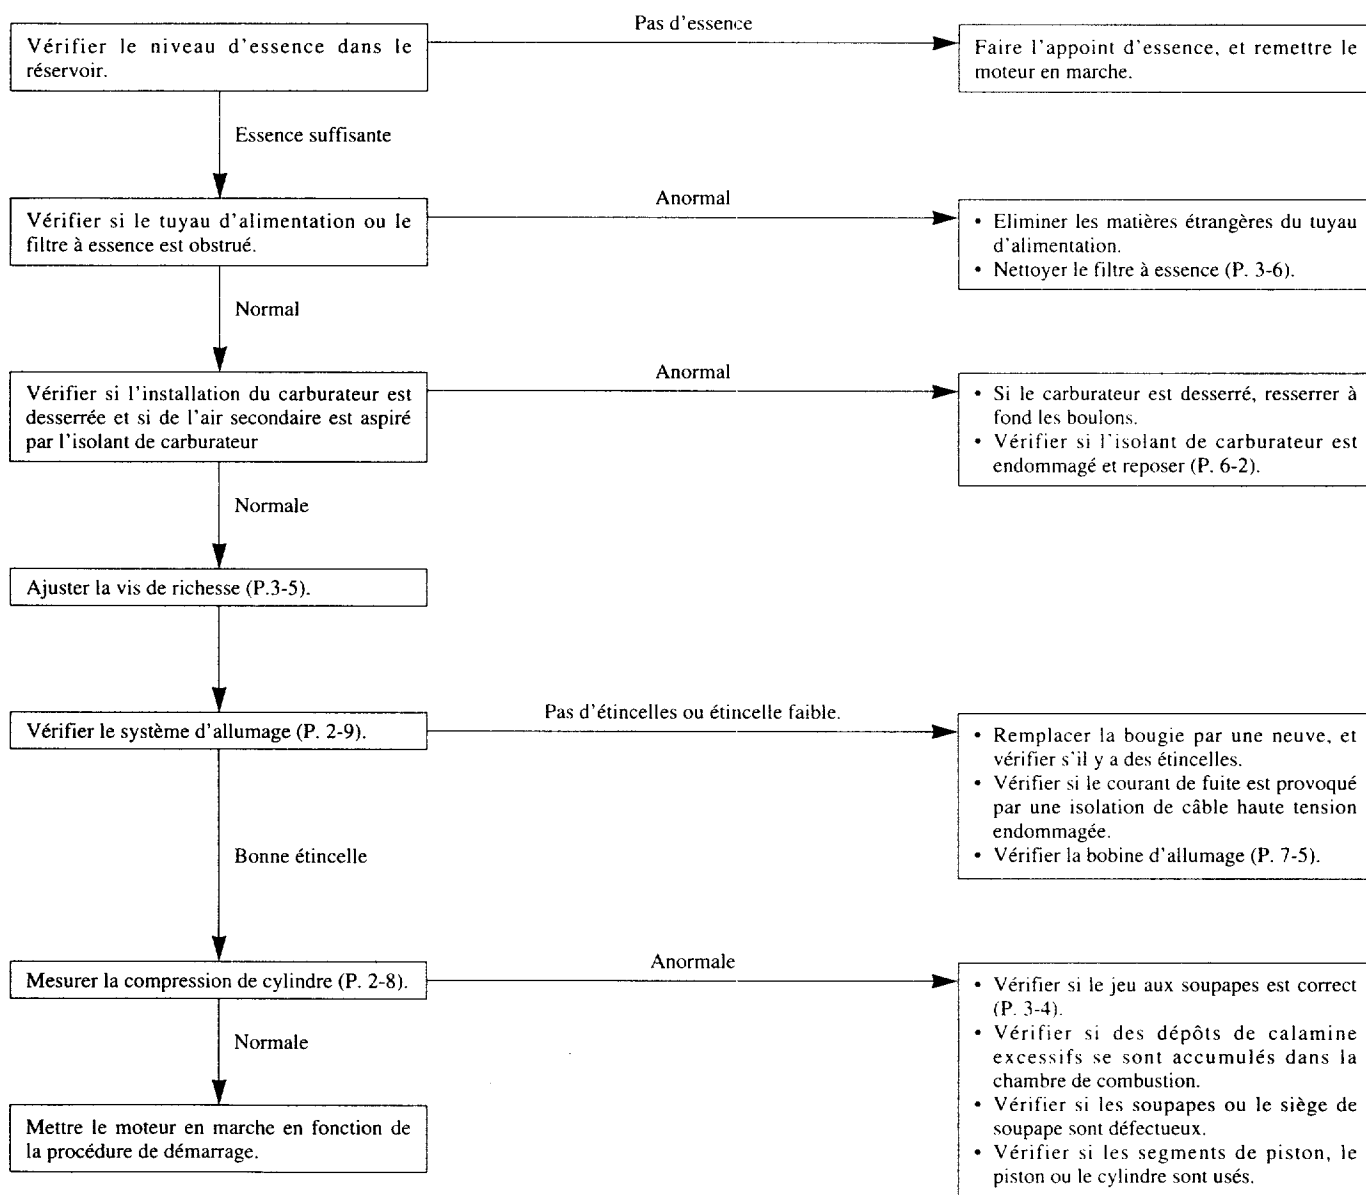 Pas d'essence
Vérifier le niveau d'essence dans le
réservoir.
Faire l'appoint d'essence, et remettre le
moteur en marche.
Essence suffisante
Vérifier si le tuyau d'alimentation ou le
filtre à essence est obstrué.
Anormal
• Eliminer les matières étrangères du tuyau
d'alimentation.
• Nettoyer le filtre à essence (P. 3-6).
Normal
Vérifier si l'installation du carburateur est
desserrée et si de l'air secondaire est aspiré
par l'isolant de carburateur
Anormal
• Si le carburateur est desserré, resserrer à
fond les boulons.
• Vérifier si l'isolant de carburateur est
endommagé et reposer (P. 6-2).
Normale
Ajuster la vis de richesse (P.3-5).
Vérifier le système d'allumage (P. 2-9).
Pas d'étincelles ou étincelle faible.
• Remplacer la bougie par une neuve, et
vérifier s'il y a des étincelles.
• Vérifier si le courant de fuite est provoqué
par une isolation de câble haute tension
endommagée.
• Vérifier la bobine d'allumage (P. 7-5).
Bonne étincelle
Mesurer la compression de cylindre (P. 2-8).
Anormale
• Vérifier si le jeu aux soupapes est correct
(P. 3-4).
• Vérifier si des dépôts de calamine
excessifs se sont accumulés dans la
chambre de combustion.
• Vérifier si les soupapes ou le siège de
soupape sont défectueux.
• Vérifier si les segments de piston, le
piston ou le cylindre sont usés.
Normale
Mettre le moteur en marche en fonction de
la procédure de démarrage.